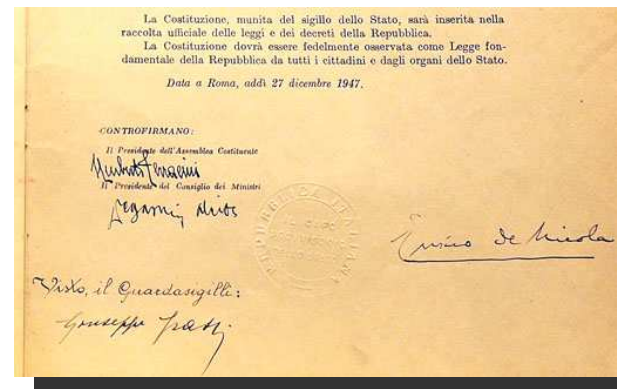 La Costituzione, munita del sigillo dello Stato, sarà inserita nella
raccolta ufficiale delle leggi e dei decreti della Repubblica.
La Costituzione dovrà essere fedelmente osservata come Legge fon-
damentale della Repubblica da tutti i cittadini e dagli organi dello Stato.
Data a Roma, addì 27 dicembre 1947.
CONTROFIRMANO:
Il Presidente dell'Assemblea Costituente
Umberto Terracini
Il Presidente del Consiglio dei Ministri
REPUBBLICA ITALIANA
Enrico De Nicola
Visto, il Guardasigilli:
Giuseppe Grassi